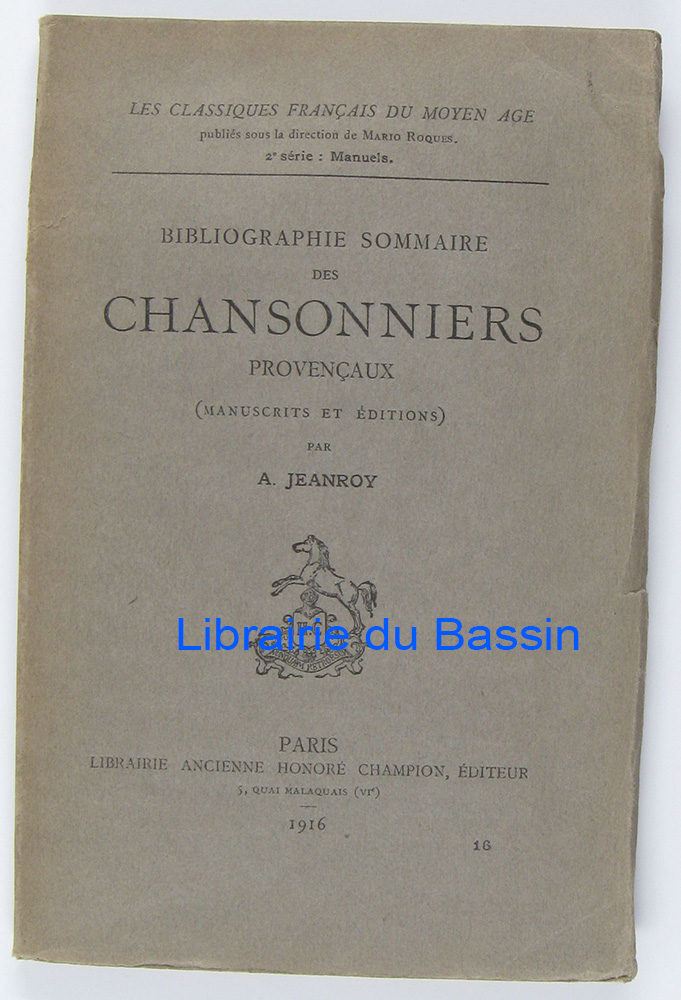 LES CLASSIQUES FRANÇAIS DU MOYEN AGE
publiés sous la direction de MARIO ROQUES.
2e série : Manuels.
BIBLIOGRAPHIE SOMMAIRE
DES
CHANSONNIERS
PROVENÇAUX
(MANUSCRITS ET ÉDITIONS)
PAR
A. JEANROY
Librairie du Bassin
PARIS
LIBRAIRIE ANCIENNE HONORÉ CHAMPION, ÉDITEUR
5, QUAI MALAQUAIS (VIe)
1916
16